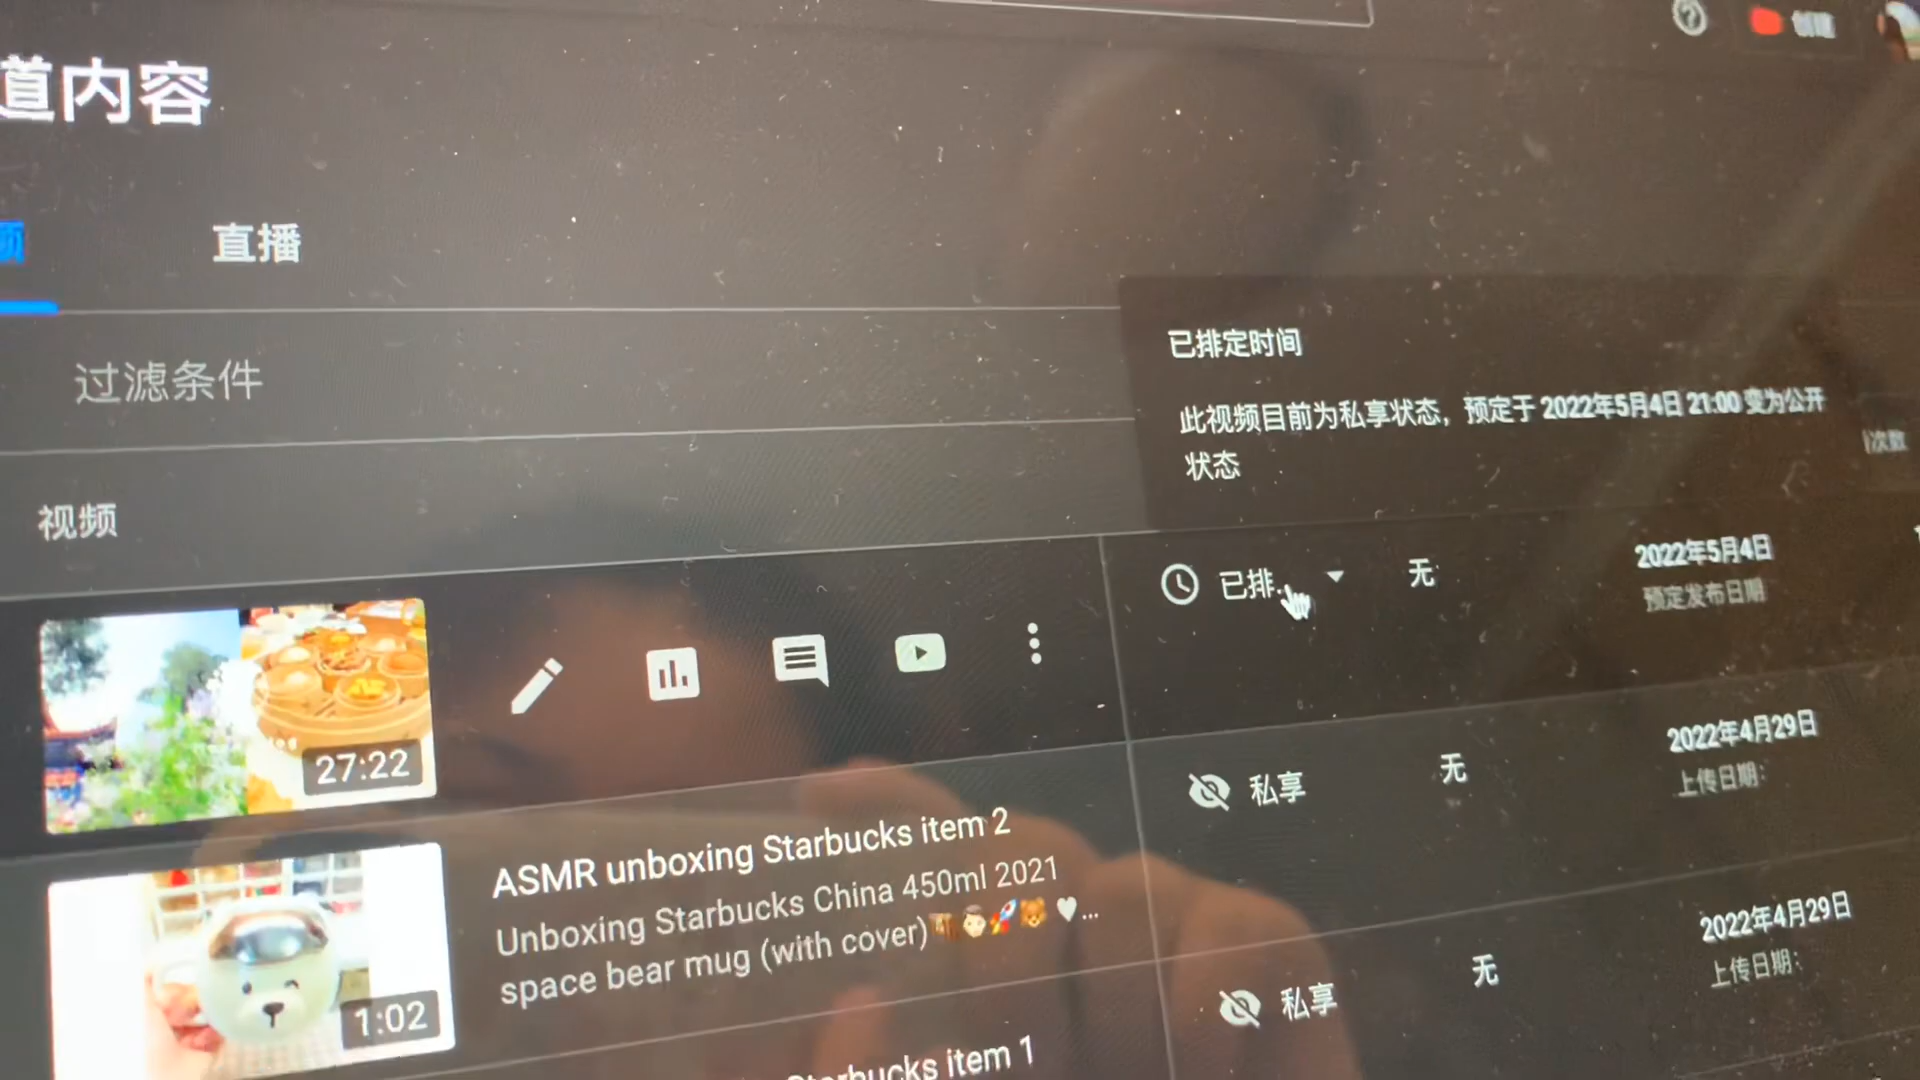 创建
道内容
频
直播
过滤条件
已排定时间
此视频目前为私享状态，预定于 2022年5月4日 21:00 变为公开
状态
次数
视频
已排...
无
2022年5月4日
预定发布日期
27:22
私享
无
2022年4月29日
上传日期：
ASMR unboxing Starbucks item 2
Unboxing Starbucks China 450ml 2021
space bear mug (with cover)🐻🚀🐻🤍...
1:02
私享
无
2022年4月29日
上传日期：
Starbucks item 1